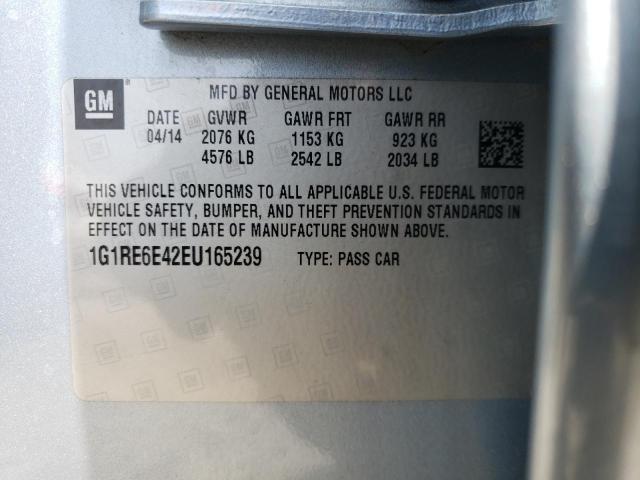 GM
MFD BY GENERAL MOTORS LLC
DATE GVWR GAWR FRT GAWR RR
04/14 2076 KG 1153 KG 923 KG
4576 LB 2542 LB 2034 LB
THIS VEHICLE CONFORMS TO ALL APPLICABLE U.S. FEDERAL MOTOR
VEHICLE SAFETY, BUMPER, AND THEFT PREVENTION STANDARDS IN
EFFECT ON THE DATE OF MANUFACTURE SHOWN ABOVE.
1G1RE6E42EU165239 TYPE: PASS CAR